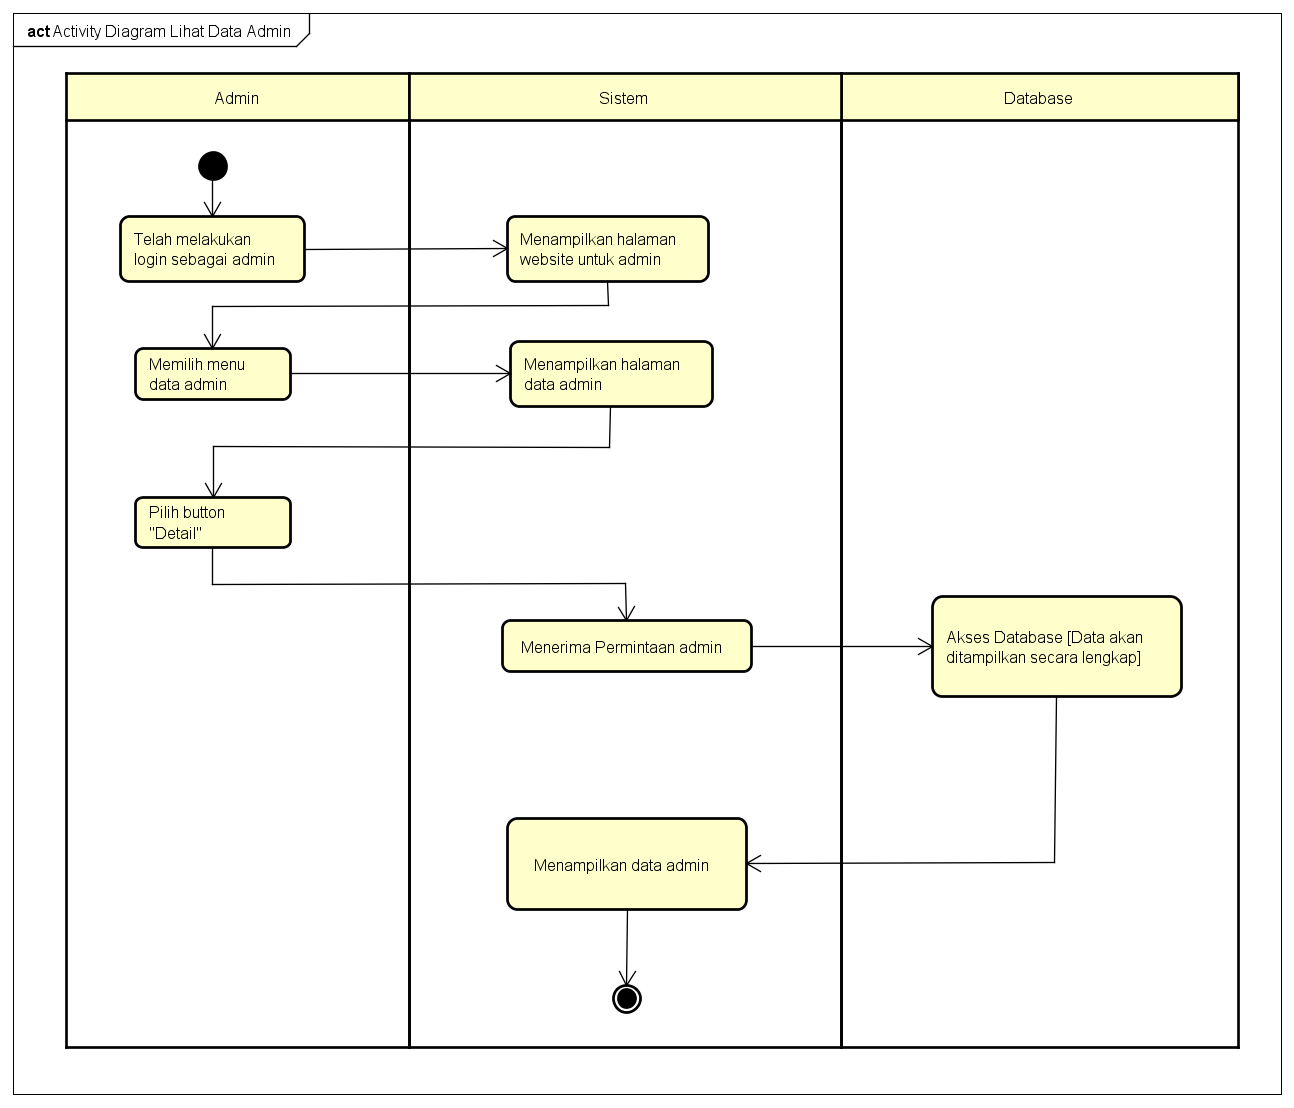 act Activity Diagram Lihat Data Admin
Admin
Sistem
Database
Telah melakukan
login sebagai admin
Menampilkan halaman
website untuk admin
Memilih menu
data admin
Menampilkan halaman
data admin
Pilih button
"Detail"
Menerima Permintaan admin
Akses Database [Data akan
ditampilkan secara lengkap]
Menampilkan data admin